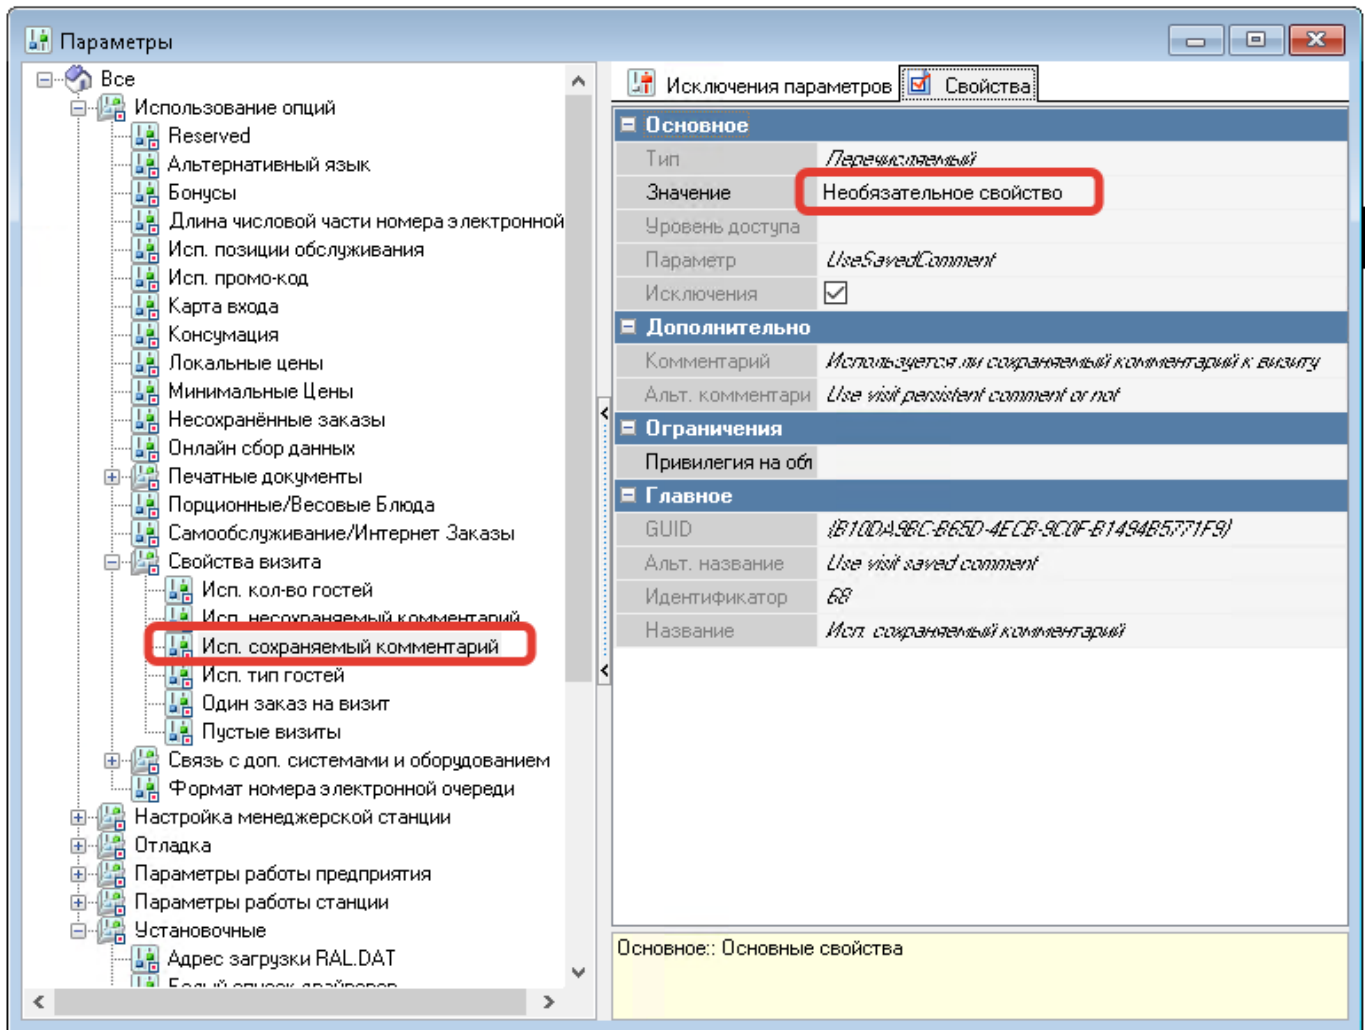 Параметры
Все
Использование опций
Reserved
Альтернативный язык
Бонусы
Длина числовой части номера электронной
Исп. позиции обслуживания
Исп. промо-код
Карта входа
Консумация
Локальные цены
Минимальные Цены
Несохранённые заказы
Онлайн сбор данных
Печатные документы
Порционные/Весовые Блюда
Самообслуживание/Интернет Заказы
Свойства визита
Исп. кол-во гостей
Исп. несохраняемый комментарий
Исп. сохраняемый комментарий
Исп. тип гостей
Один заказ на визит
Пустые визиты
Связь с доп. системами и оборудованием
Формат номера электронной очереди
Настройка менеджерской станции
Отладка
Параметры работы предприятия
Параметры работы станции
Установочные
Адрес загрузки RAL.DAT
Белый список драйверов
Исключения параметров Свойства
Основное
Тип Перечисляемый
Значение Необязательное свойство
Уровень доступа
Параметр UseSavedComment
Исключения
Дополнительно
Комментарий Используется ли сохраняемый комментарий к визиту
Альт. комментари Use visit persistent comment or not
Ограничения
Привилегия на обл
Главное
GUID {B10DA9BC-B65D-4ECB-9C0F-B1494B5771F9}
Альт. название Use visit saved comment
Идентификатор 68
Название Исп. сохраняемый комментарий
Основное:: Основные свойства